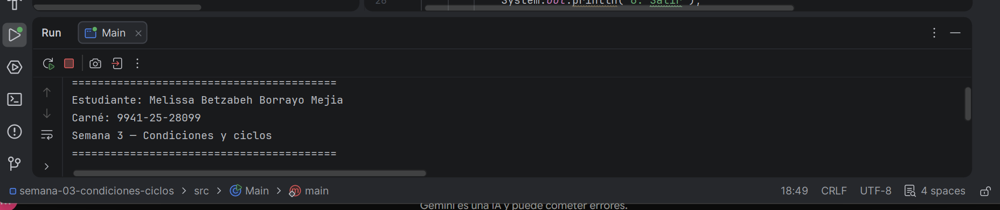 28 System.out.println("8. Salir");
Run Main
========================================
Estudiante: Melissa Betzabeh Borrayo Mejia
Carné: 9941-25-28099
Semana 3 — Condiciones y ciclos
========================================
semana-03-condiciones-ciclos > src > Main > main 18:49 CRLF UTF-8 4 spaces
Gemini es una IA y puede cometer errores.